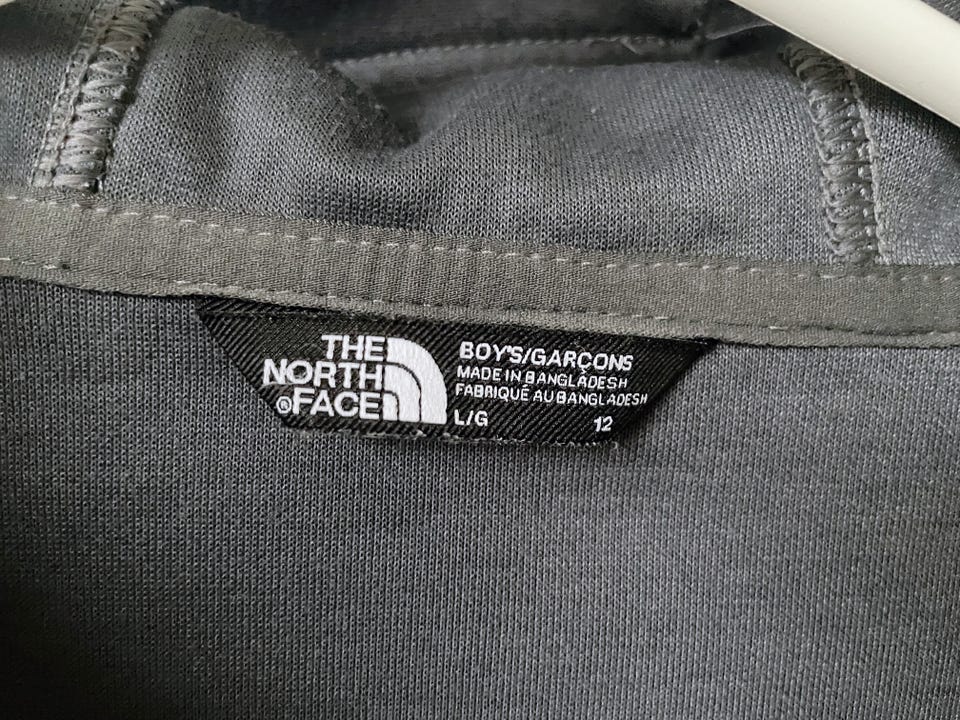 THE
NORTH
®FACE
BOY'S/GARÇONS
MADE IN BANGLADESH
FABRIQUÉ AU BANGLADESH
L/G 12